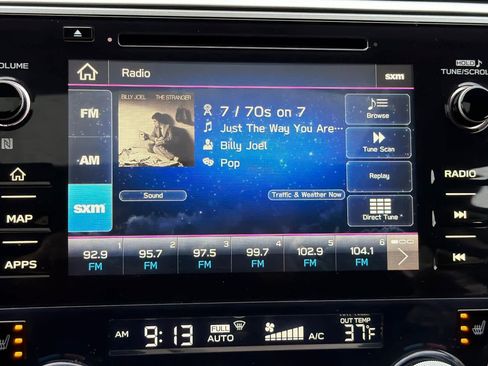 VOLUME
HOLD ♪
TUNE/SCROLL
Radio
sxm
FM
AM
sxm
BILLY JOEL THE STRANGER
7 / 70s on 7
Just The Way You Are…
Billy Joel
Pop
Sound
Traffic & Weather Now
Browse
Tune Scan
Replay
Direct Tune
MAP
APPS
RADIO
1
92.9
FM
2
95.7
FM
3
97.5
FM
4
99.7
FM
5
102.9
FM
6
104.1
FM
AM 9:13
FULL
AUTO
A/C
OUT TEMP
37°F